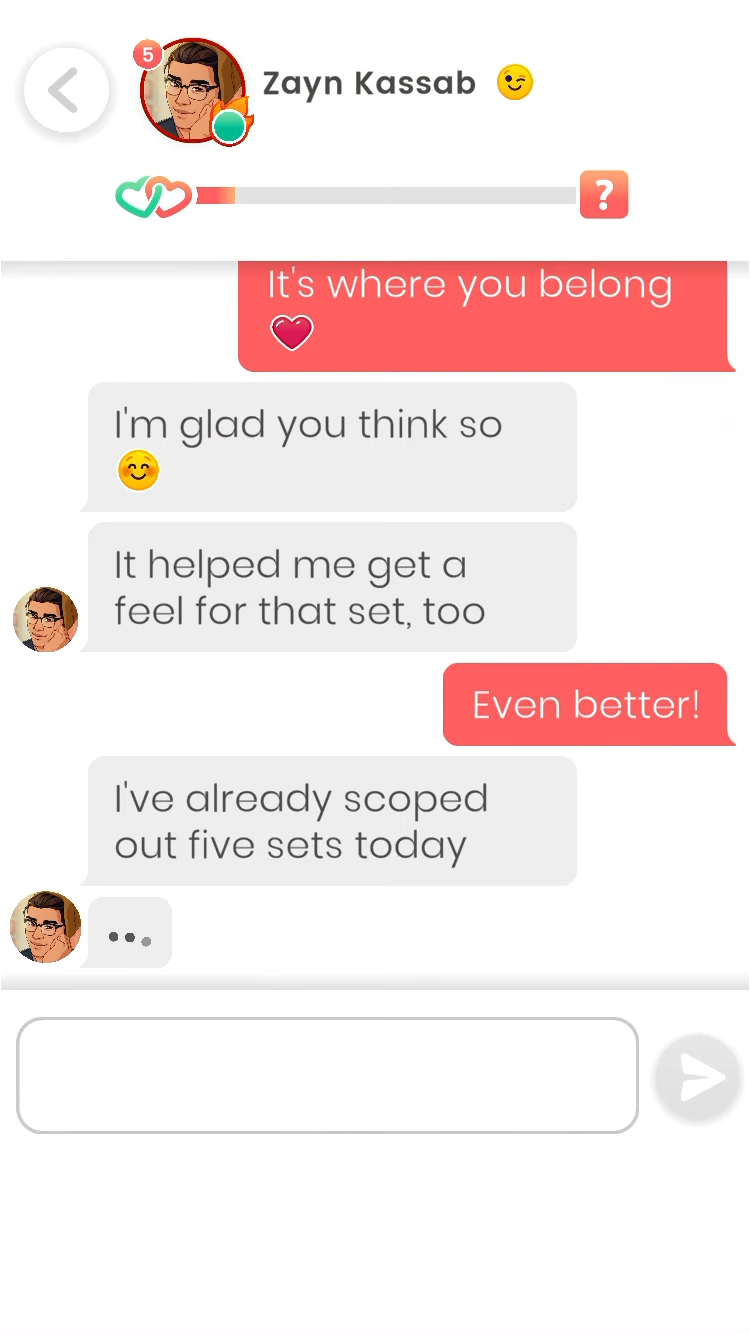 5
Zayn Kassab 😉
?
It's where you belong
❤️
I'm glad you think so
😊
It helped me get a
feel for that set, too
Even better!
I've already scoped
out five sets today